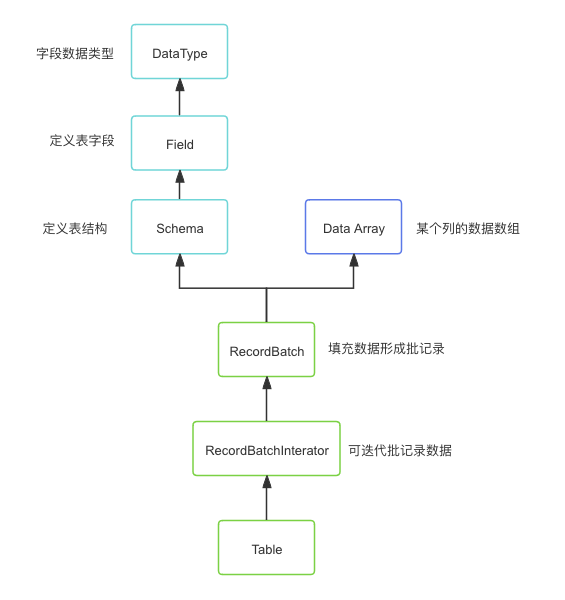 字段数据类型
DataType
定义表字段
Field
定义表结构
Schema
Data Array
某个列的数据数组
RecordBatch
填充数据形成批记录
RecordBatchInterator
可迭代批记录数据
Table